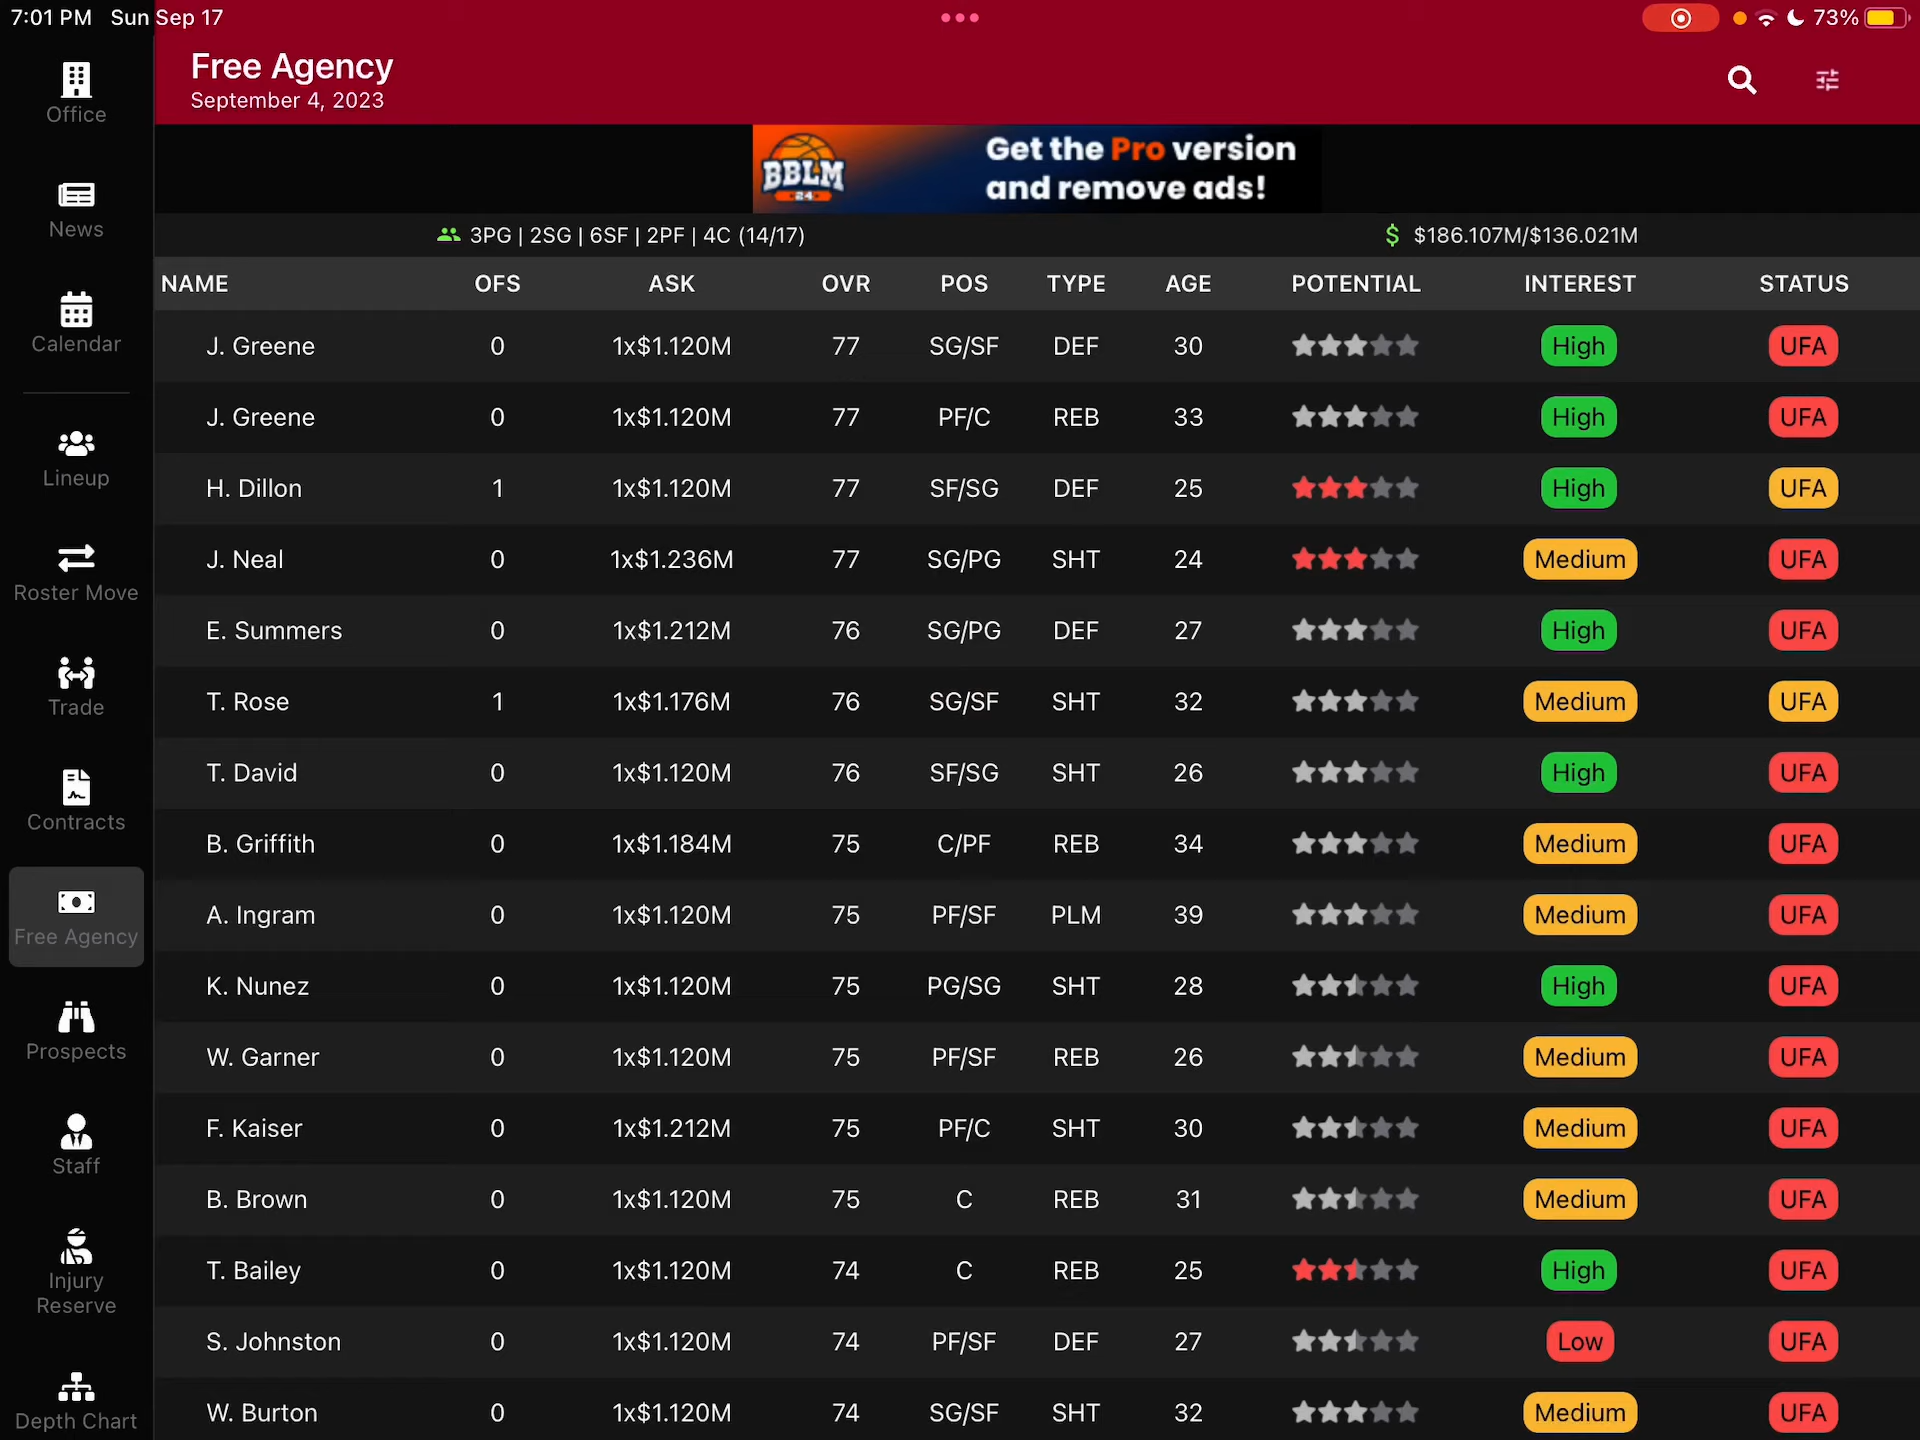 7:01 PM Sun Sep 17 73%
Free Agency
September 4, 2023
BBLM
24
Get the Pro version
and remove ads!
3PG | 2SG | 6SF | 2PF | 4C (14/17) $ $186.107M/$136.021M
NAME OFS ASK OVR POS TYPE AGE POTENTIAL INTEREST STATUS
J. Greene 0 1x$1.120M 77 SG/SF DEF 30 High UFA
J. Greene 0 1x$1.120M 77 PF/C REB 33 High UFA
H. Dillon 1 1x$1.120M 77 SF/SG DEF 25 High UFA
J. Neal 0 1x$1.236M 77 SG/PG SHT 24 Medium UFA
E. Summers 0 1x$1.212M 76 SG/PG DEF 27 High UFA
T. Rose 1 1x$1.176M 76 SG/SF SHT 32 Medium UFA
T. David 0 1x$1.120M 76 SF/SG SHT 26 High UFA
B. Griffith 0 1x$1.184M 75 C/PF REB 34 Medium UFA
A. Ingram 0 1x$1.120M 75 PF/SF PLM 39 Medium UFA
K. Nunez 0 1x$1.120M 75 PG/SG SHT 28 High UFA
W. Garner 0 1x$1.120M 75 PF/SF REB 26 Medium UFA
F. Kaiser 0 1x$1.212M 75 PF/C SHT 30 Medium UFA
B. Brown 0 1x$1.120M 75 C REB 31 Medium UFA
T. Bailey 0 1x$1.120M 74 C REB 25 High UFA
S. Johnston 0 1x$1.120M 74 PF/SF DEF 27 Low UFA
W. Burton 0 1x$1.120M 74 SG/SF SHT 32 Medium UFA
Office
News
Calendar
Lineup
Roster Move
Trade
Contracts
Free Agency
Prospects
Staff
Injury
Reserve
Depth Chart